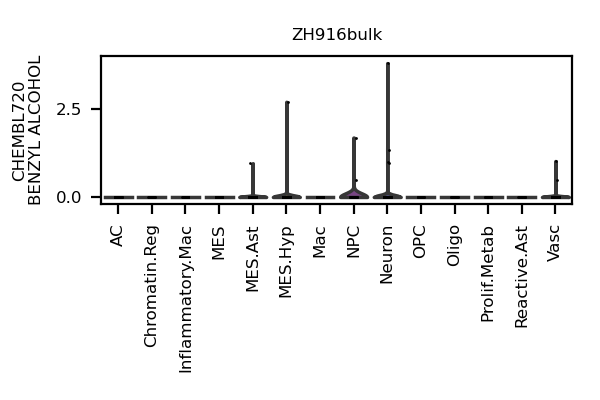 ZH916bulk
CHEMBL720
BENZYL ALCOHOL
2.5
0.0
AC
Chromatin.Reg
Inflammatory.Mac
MES
MES.Ast
MES.Hyp
Mac
NPC
Neuron
OPC
Oligo
Prolif.Metab
Reactive.Ast
Vasc